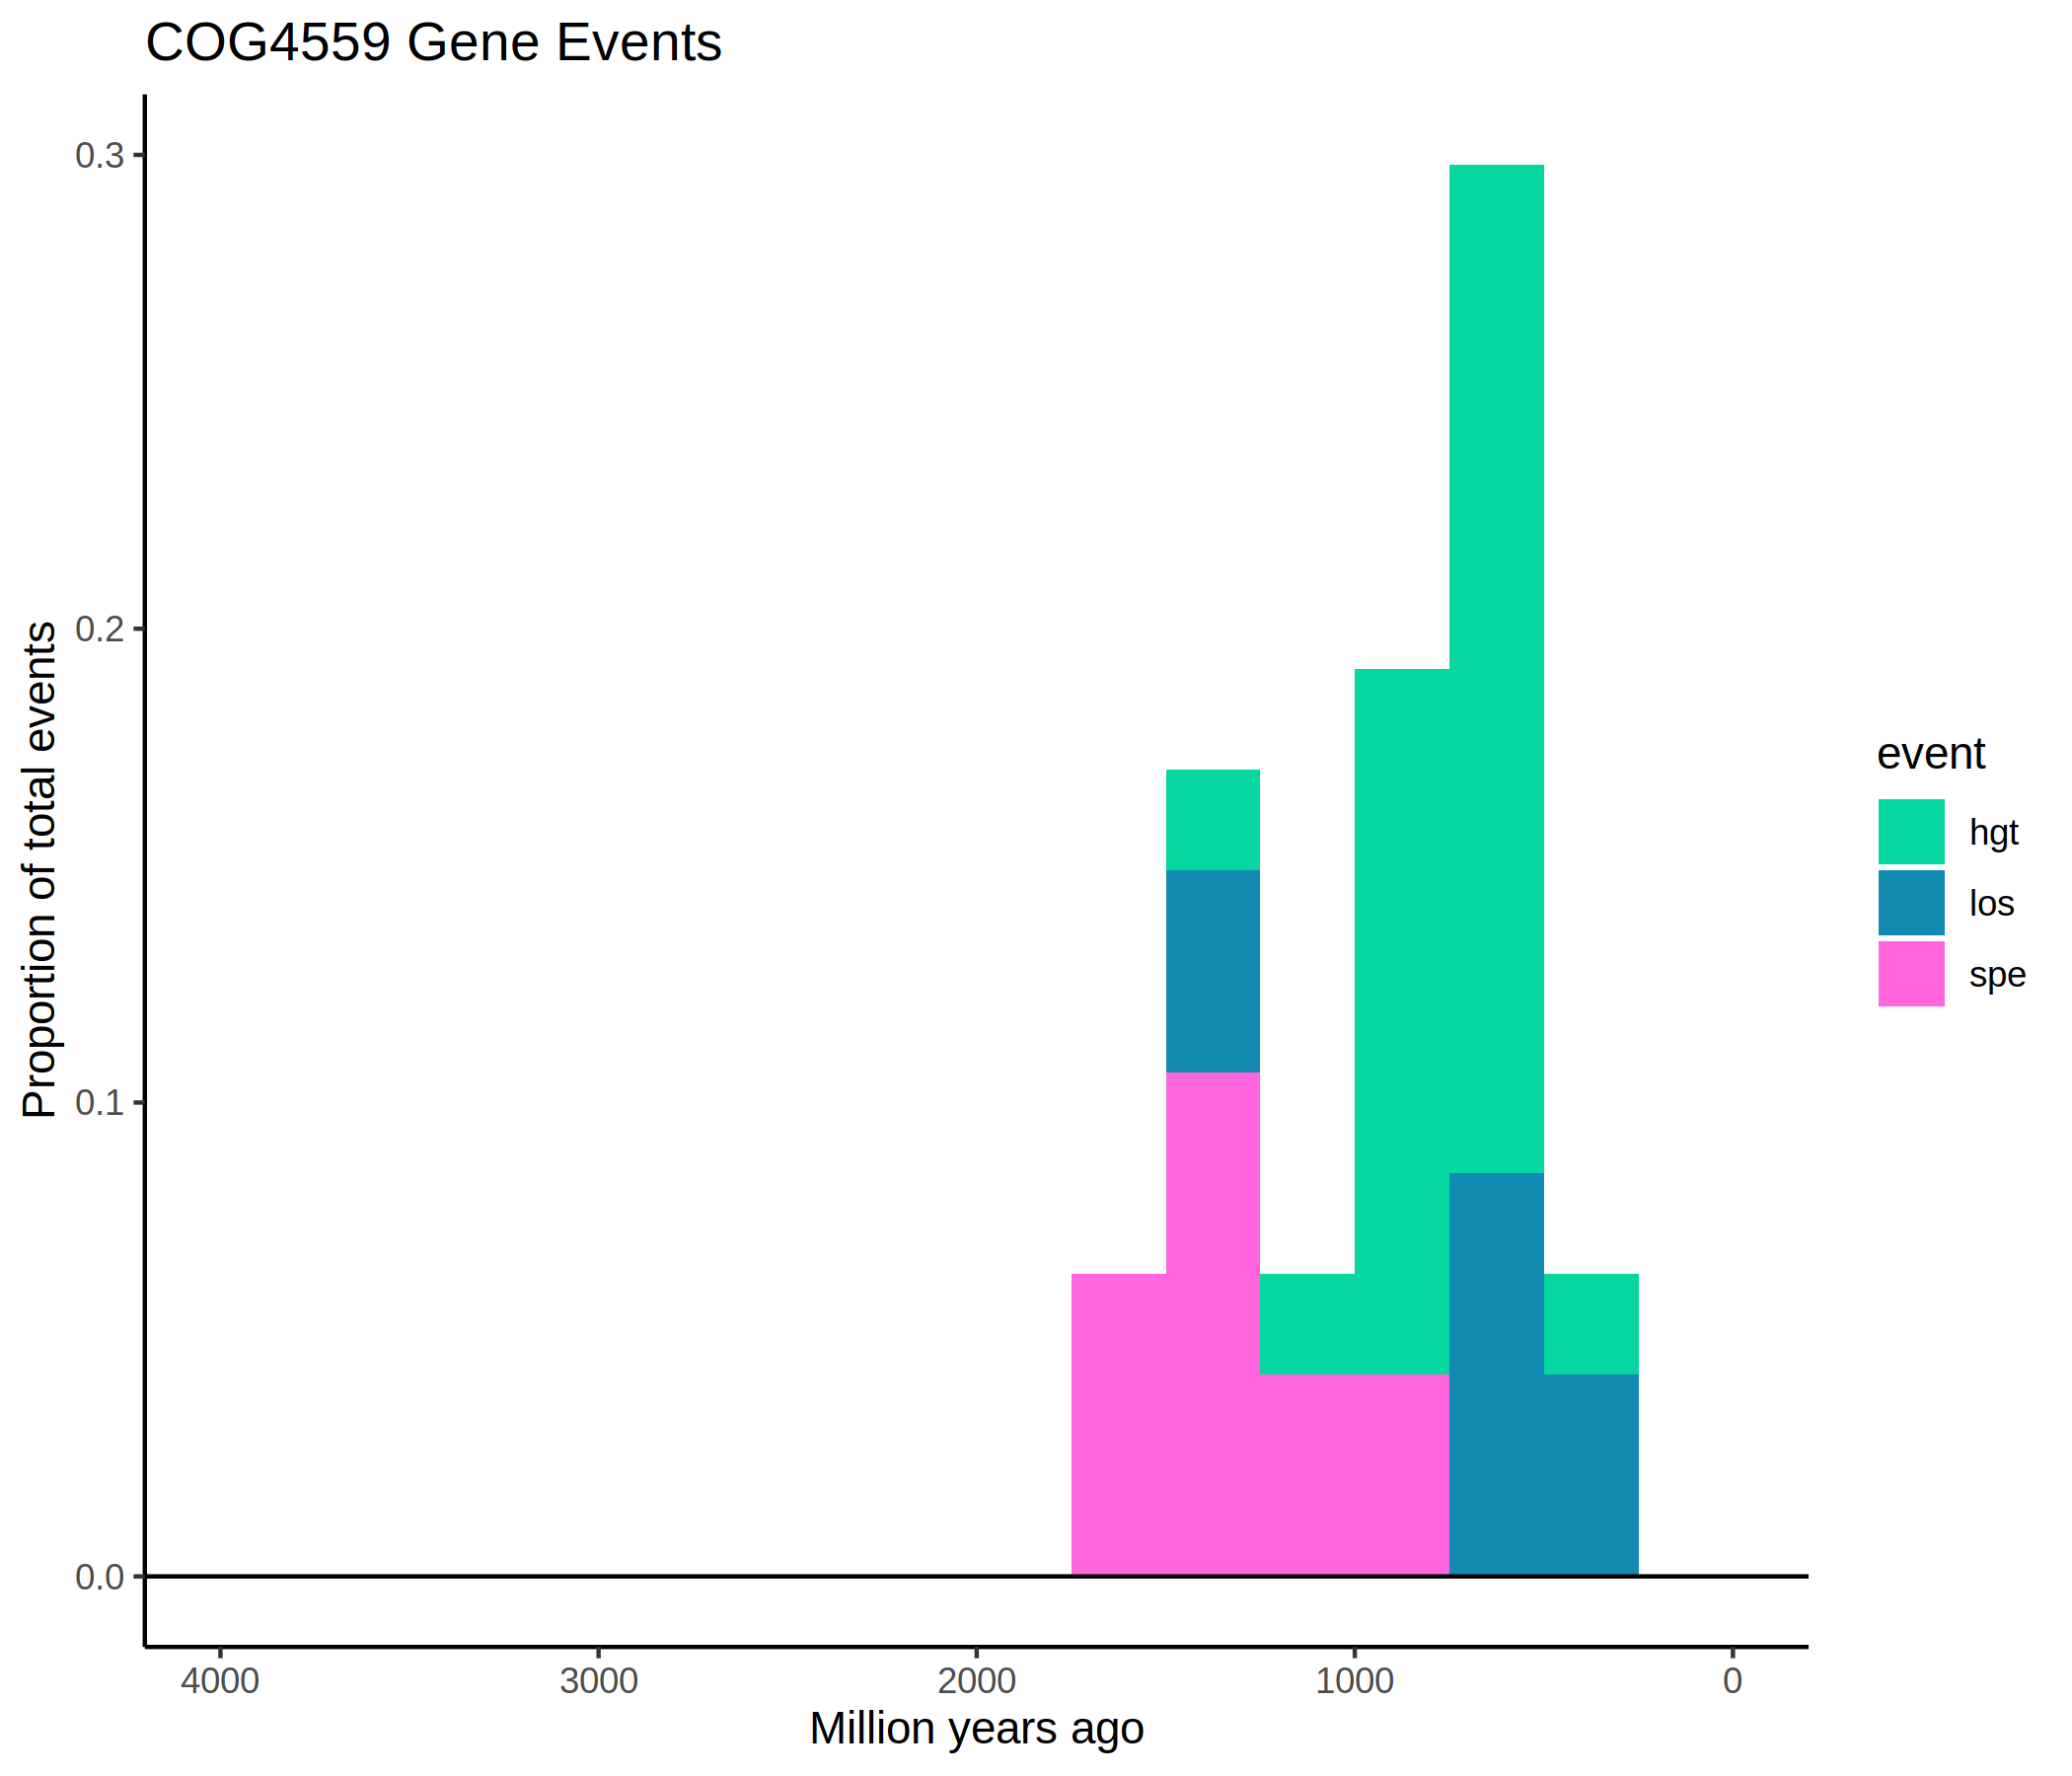 COG4559 Gene Events
0.3
0.2
0.1
0.0
Proportion of total events
4000 3000 2000 1000 0
Million years ago
event
hgt
los
spe